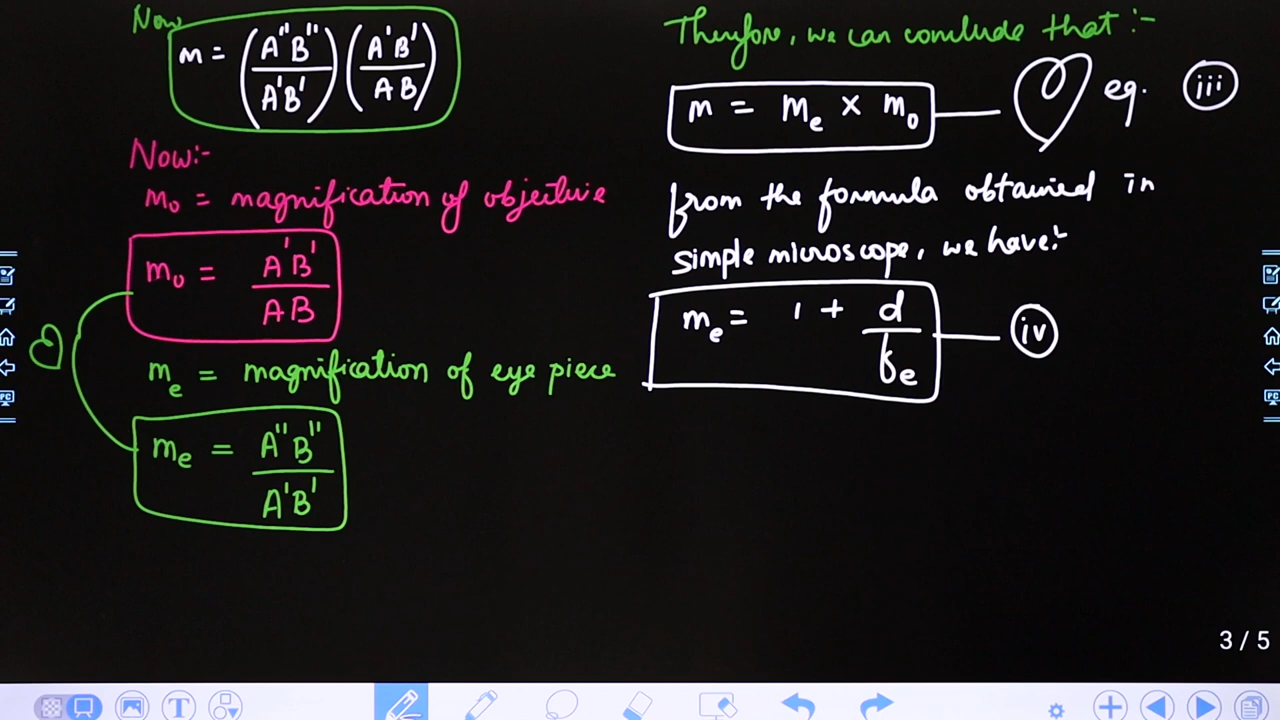 Now
m = (A"B"/A'B') (A'B'/AB)
Now:-
m₀ = magnification of objective
m₀ = A'B'/AB
mₑ = magnification of eye piece
mₑ = A"B"/A'B'
Therefore, we can conclude that :-
m = mₑ × m₀ — eq. (iii)
from the formula obtained in
simple microscope, we have:-
mₑ = 1 + d/fₑ — (iv)
3 / 5
T
PC
PC